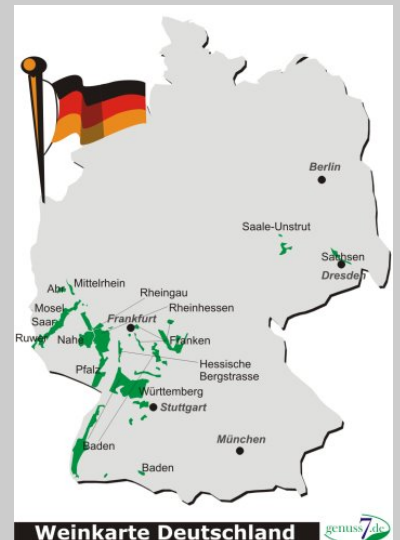 Berlin
Saale-Unstrut
Sachsen
Dresden
Ahr
Mittelrhein
Rheingau
Mosel
Rheinhessen
Saar
Frankfurt
Ruwer
Nahe
Franken
Pfalz
Hessische
Bergstrasse
Württemberg
Stuttgart
Baden
München
Baden
Weinkarte Deutschland
genuss7.de